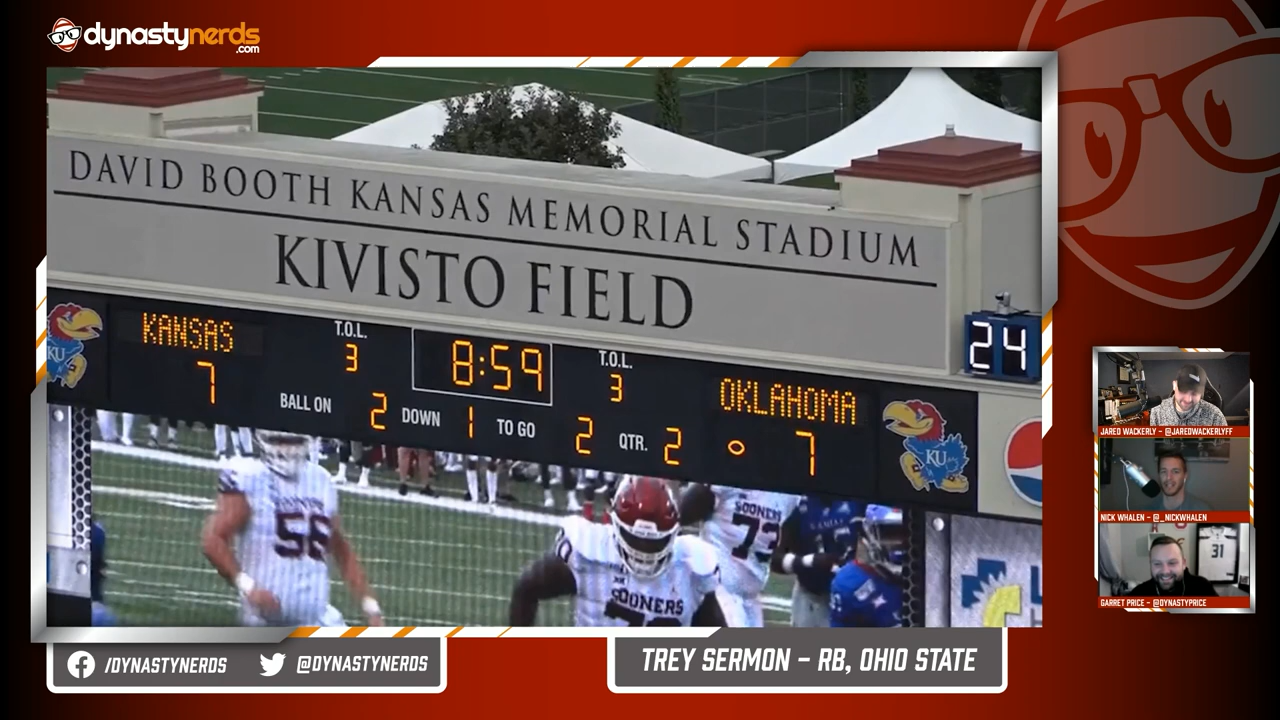 dynastynerds
.com
DAVID BOOTH KANSAS MEMORIAL STADIUM
KIVISTO FIELD
24
KU
KANSAS
T.O.L.
8:59
T.O.L.
OKLAHOMA
7
3
3
7
BALL ON 2 DOWN 1 TO GO 2 QTR. 2
KU
56
SOONERS
73
SOONERS
KANSAS
31
JARED WACKERLY – @JAREDWACKERLYFF
NICK WHALEN – @_NICKWHALEN
GARRET PRICE – @DYNASTYPRICE
/DYNASTYNERDS @DYNASTYNERDS
TREY SERMON – RB, OHIO STATE